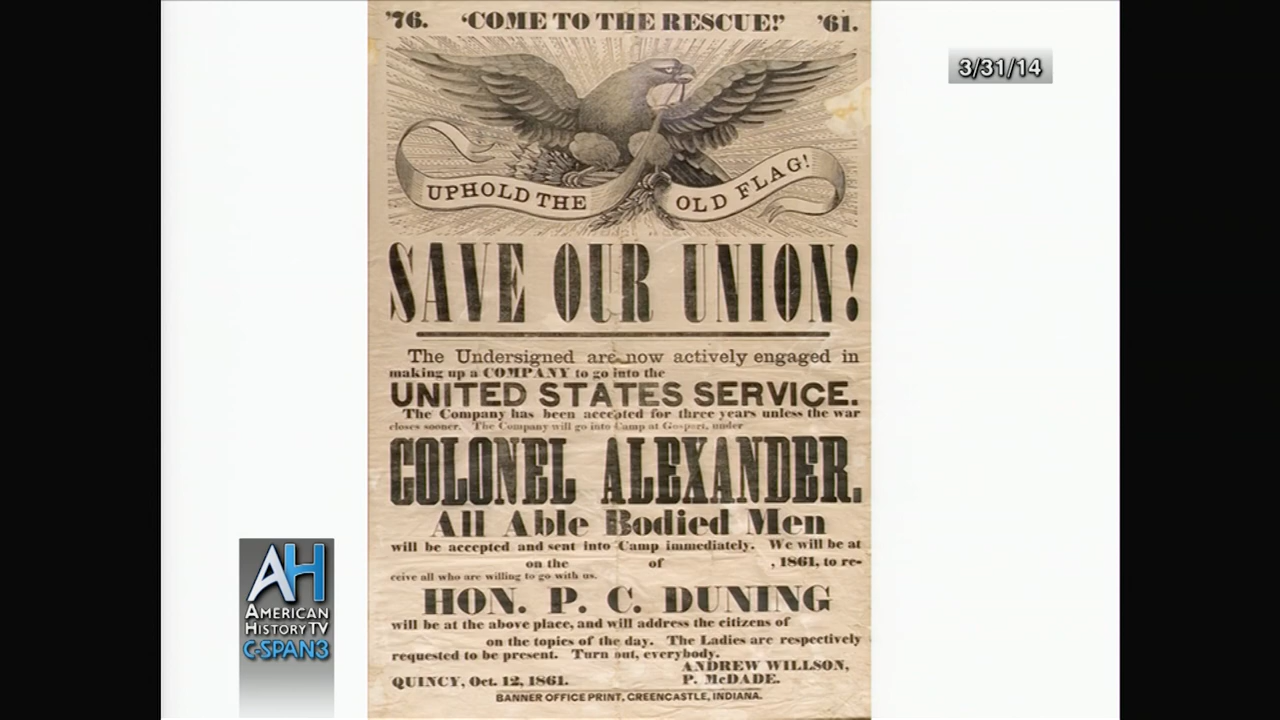 '76. 'COME TO THE RESCUE!' '61.
3/31/14
UPHOLD THE OLD FLAG!
SAVE OUR UNION!
The Undersigned are now actively engaged in
making up a COMPANY to go into the
UNITED STATES SERVICE.
The Company has been accepted for three years unless the war
closes sooner. The Company will go into Camp at Gosport, under
COLONEL ALEXANDER.
All Able Bodied Men
will be accepted and sent into Camp immediately. We will be at
on the of , 1861, to re-
ceive all who are willing to go with us.
HON. P. C. DUNING
will be at the above place, and will address the citizens of
on the topics of the day. The Ladies are respectively
requested to be present. Turn out, everybody.
ANDREW WILLSON,
QUINCY, Oct. 12, 1861. P. McDADE.
BANNER OFFICE PRINT, GREENCASTLE, INDIANA.
AH
AMERICAN
HISTORY TV
C-SPAN3